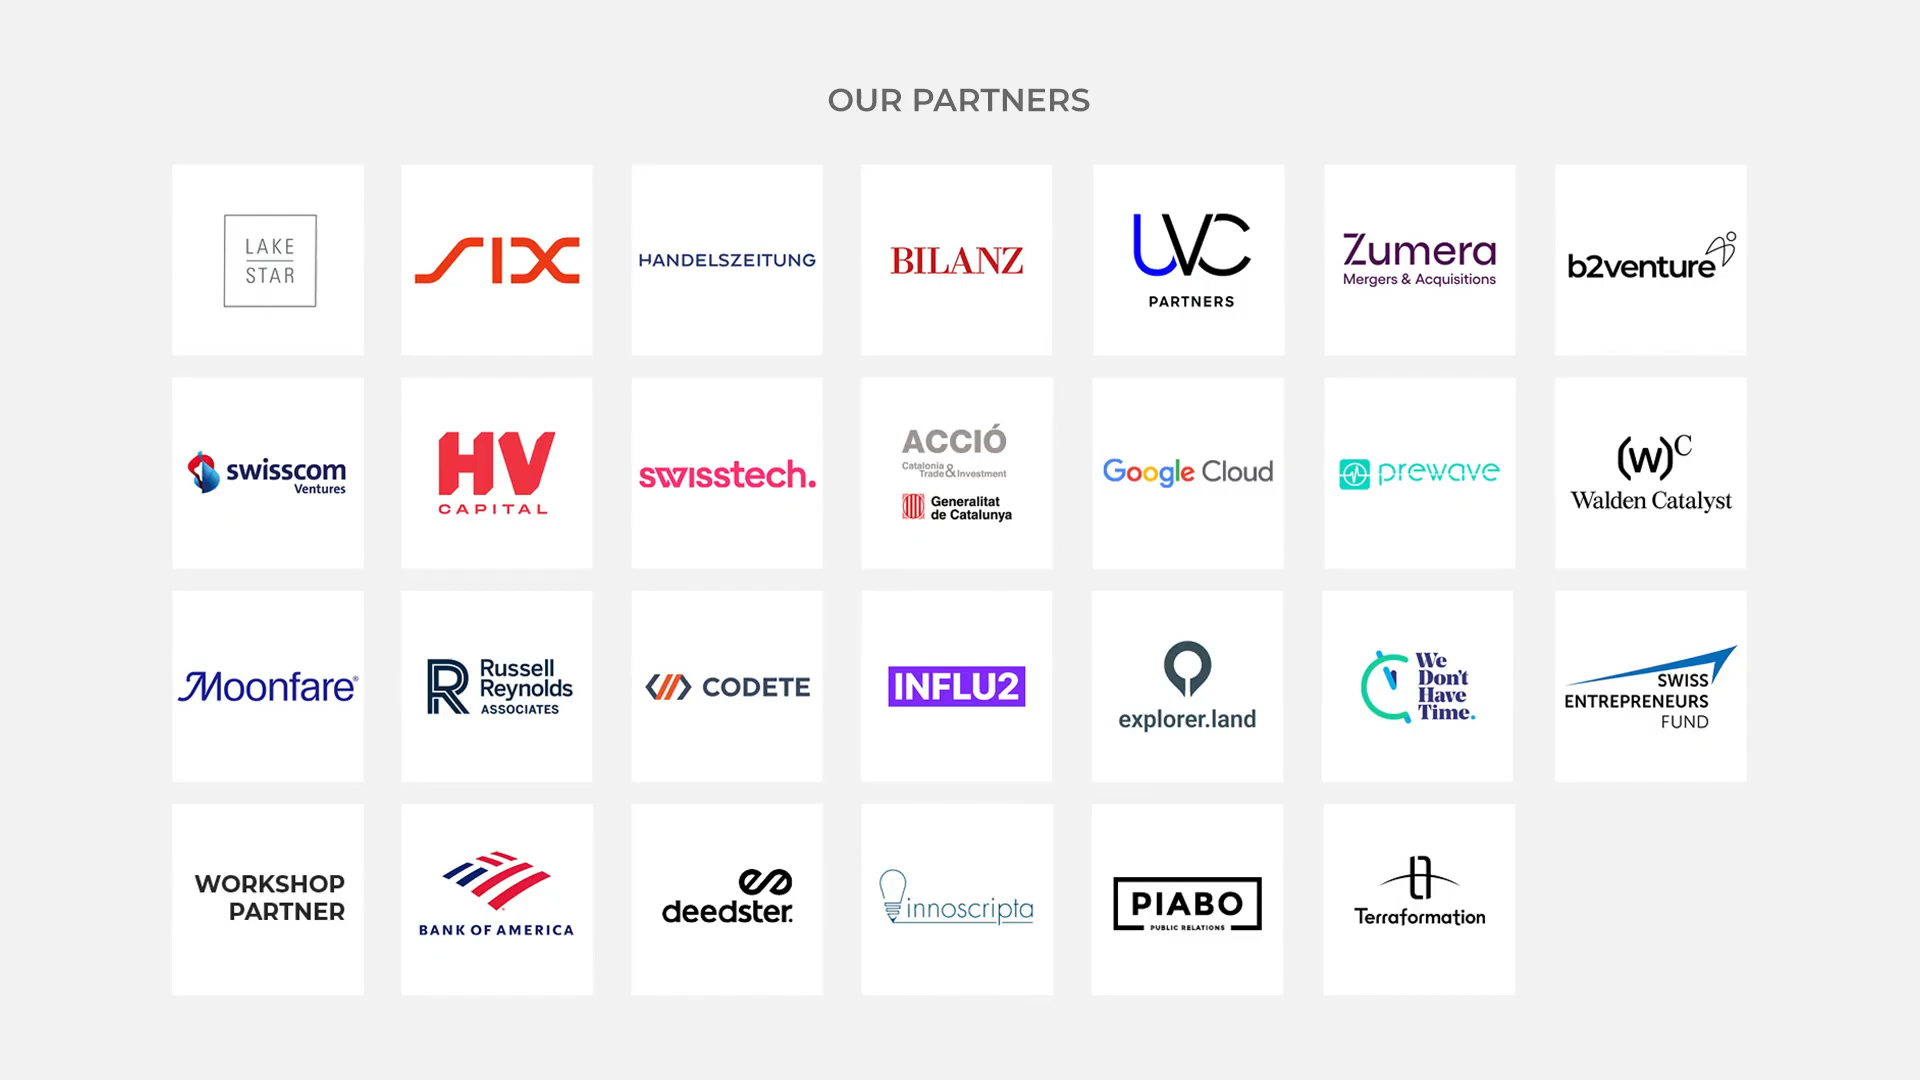 OUR PARTNERS
LAKE
STAR
SIX
HANDELSZEITUNG
BILANZ
UVC
PARTNERS
Zumera
Mergers & Acquisitions
b2venture
swisscom
Ventures
HV
CAPITAL
swisstech.
ACCIÓ
Catalonia
Trade & Investment
Generalitat
de Catalunya
Google Cloud
prewave
(W)C
Walden Catalyst
Moonfare®
Russell
Reynolds
ASSOCIATES
CODETE
INFLU2
explorer.land
We
Don't
Have
Time.
SWISS
ENTREPRENEURS
FUND
WORKSHOP
PARTNER
BANK OF AMERICA
deedster.
innoscripta
PIABO
PUBLIC RELATIONS
Terraformation